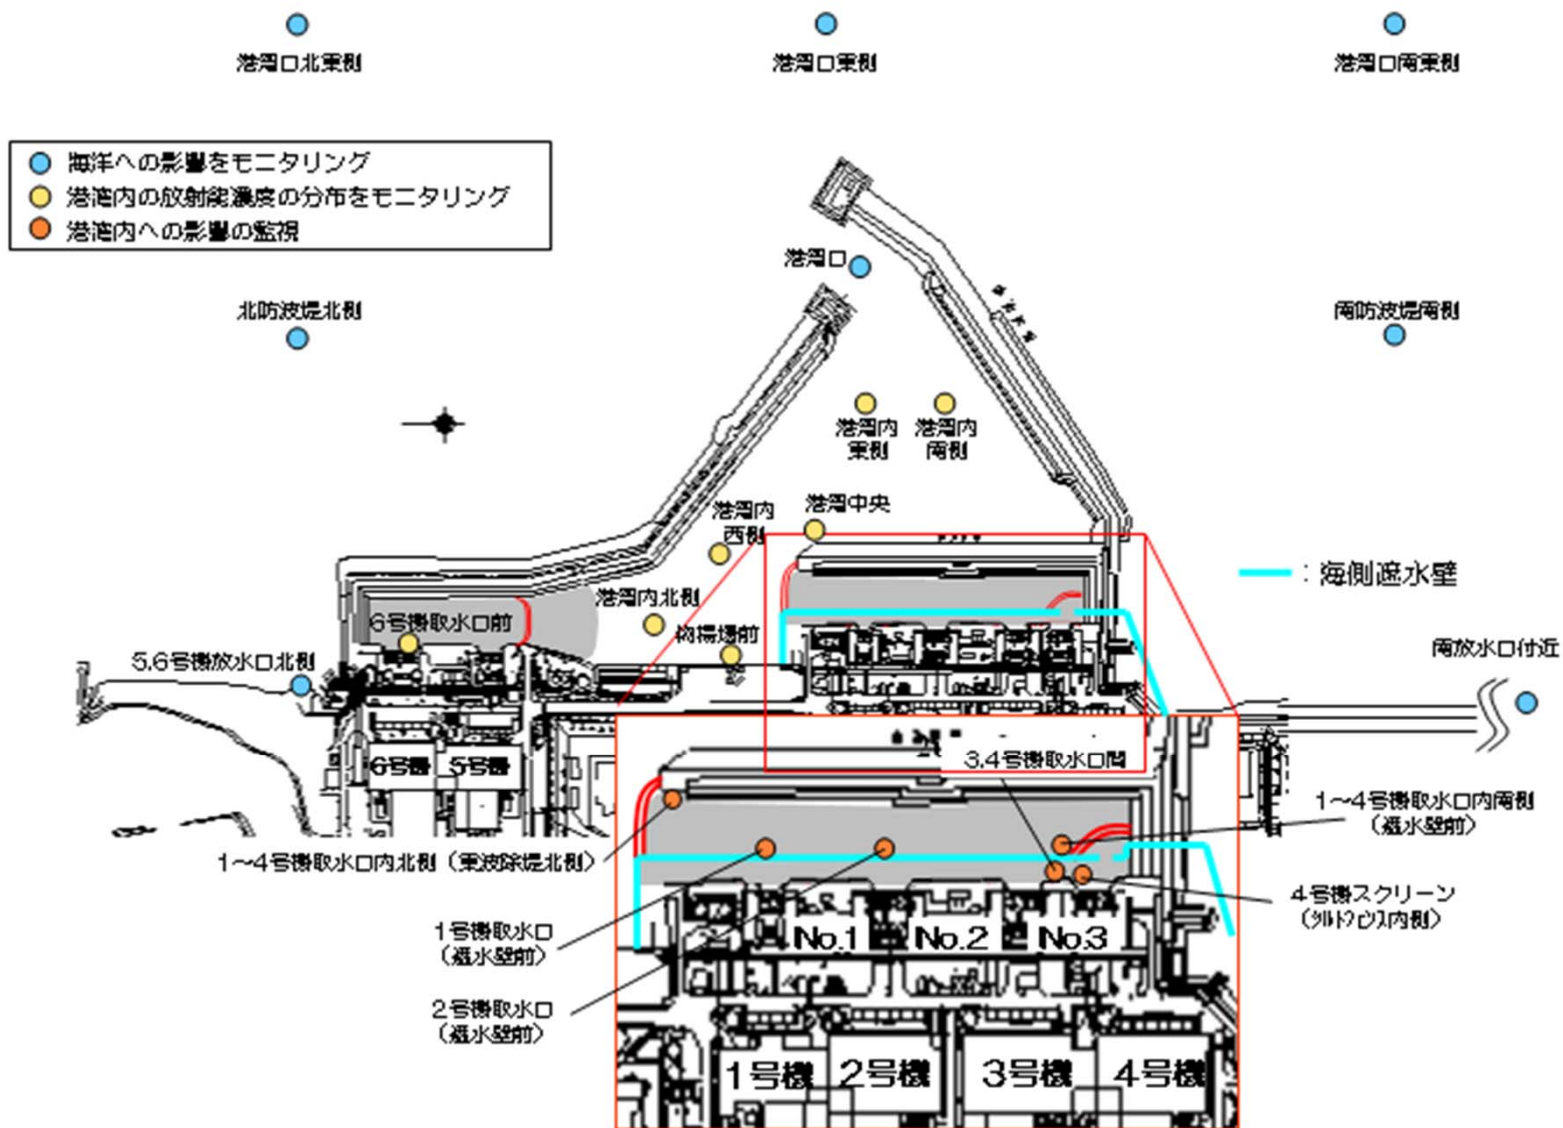 港湾口北東側
港湾口東側
港湾口南東側
海洋への影響をモニタリング
港湾内の放射能濃度の分布をモニタリング
港湾内への影響の監視
港湾口
北防波堤北側
南防波堤南側
港湾内
東側
港湾内
南側
港湾内
西側
港湾中央
：海側遮水壁
港湾内北側
6号機取水口前
物揚場前
5,6号機放水口北側
南放水口付近
6号機
5号機
3,4号機取水口間
1～4号機取水口内南側
（遮水壁前）
1～4号機取水口内北側（東波除堤北側）
4号機スクリーン
（シルトフェンス内側）
1号機取水口
（遮水壁前）
No.1
No.2
No.3
2号機取水口
（遮水壁前）
1号機
2号機
3号機
4号機